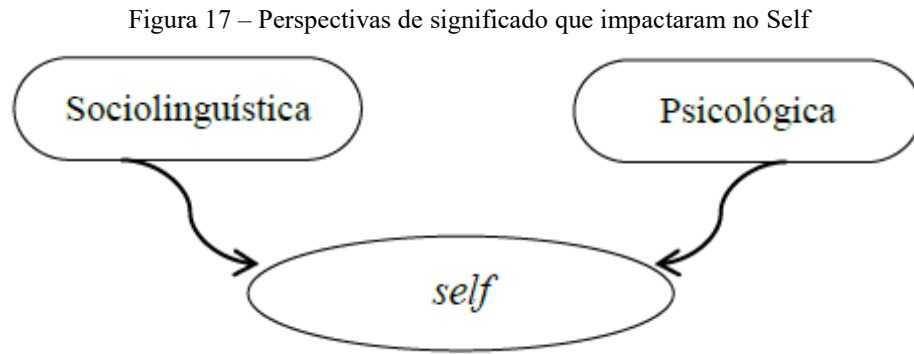 Figura 17 – Perspectivas de significado que impactaram no Self
Sociolinguística
Psicológica
self